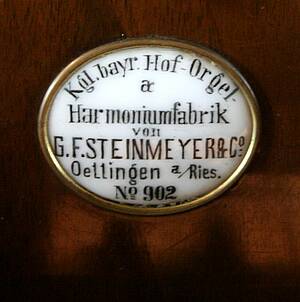 Kgl. bayr. Hof-Orgel-
&
Harmoniumfabrik
von
G.F. STEINMEYER & Co
Oettingen a/Ries.
No 902